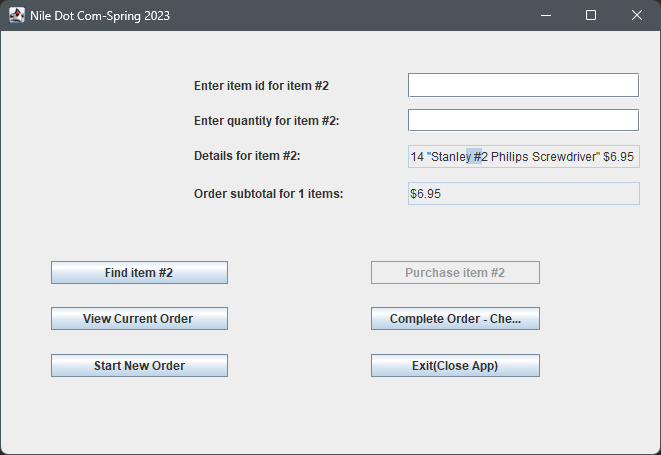 Nile Dot Com-Spring 2023
Enter item id for item #2
Enter quantity for item #2:
Details for item #2: 14 "Stanley #2 Philips Screwdriver" $6.95
Order subtotal for 1 items: $6.95
Find item #2 Purchase item #2
View Current Order Complete Order - Che...
Start New Order Exit(Close App)